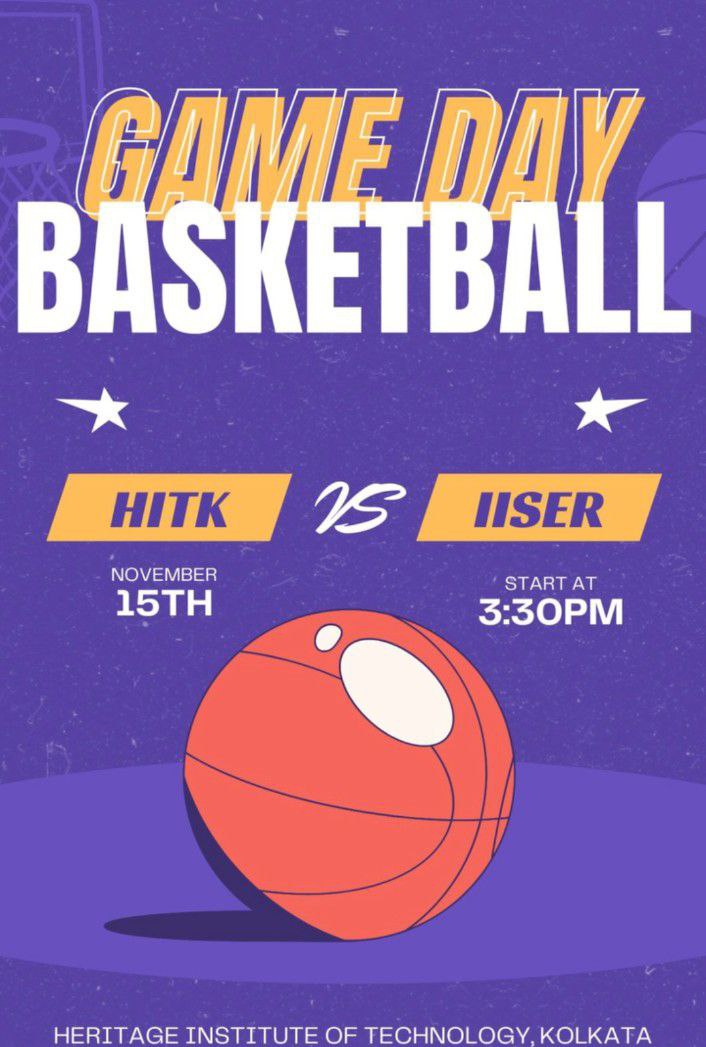 GAME DAY
BASKETBALL
HITK VS IISER
NOVEMBER
15TH
START AT
3:30PM
HERITAGE INSTITUTE OF TECHNOLOGY, KOLKATA